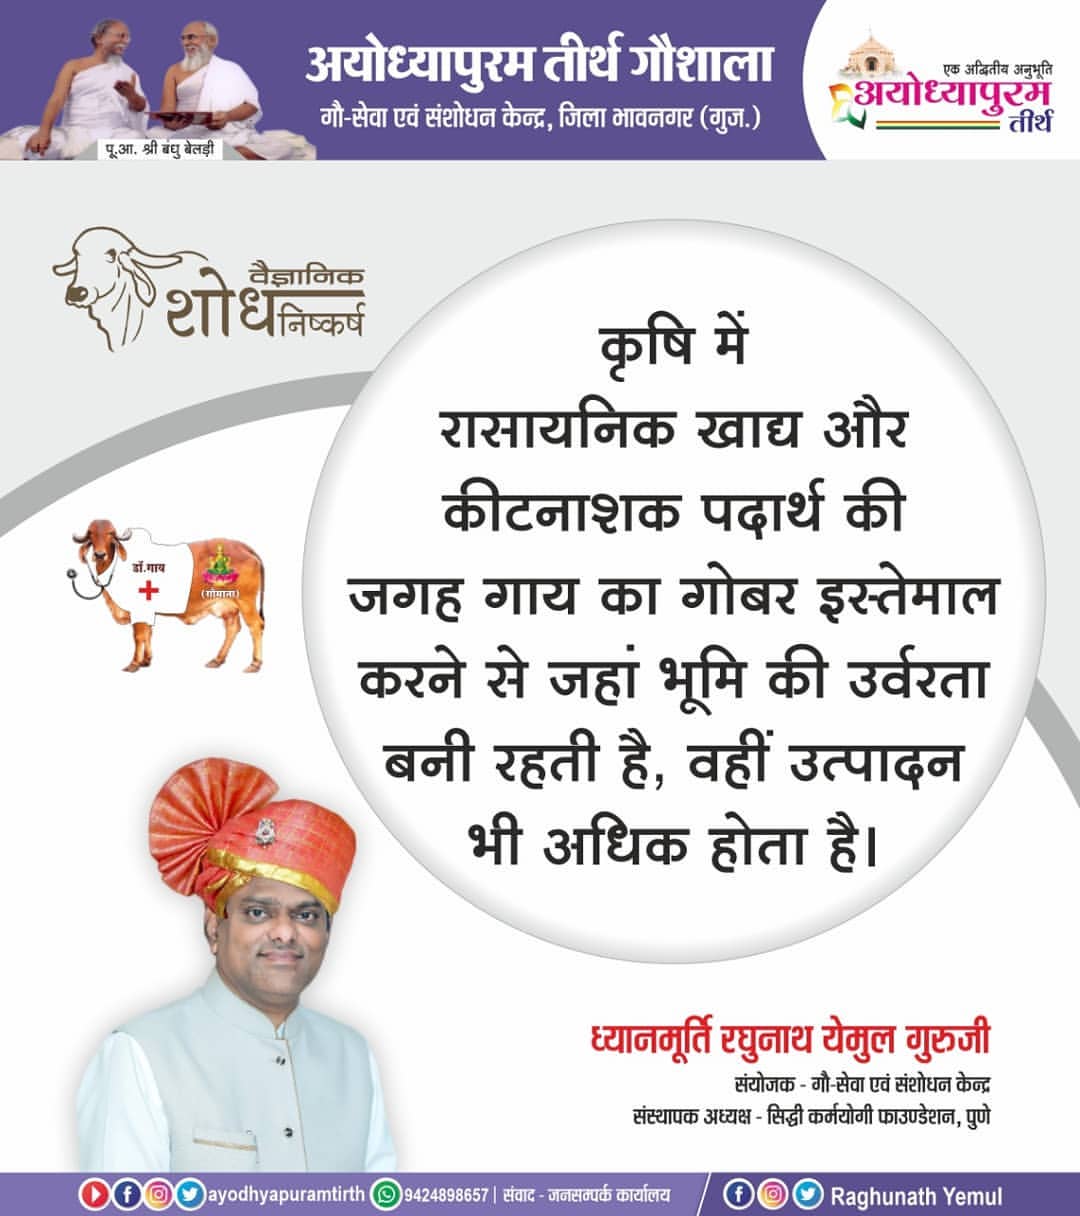 अयोध्यापुरम तीर्थ गौशाला
गौ-सेवा एवं संशोधन केन्द्र, जिला भावनगर (गुज.)
पू.आ. श्री बंधु बेलड़ी
एक अद्वितीय अनुभूति
अयोध्यापुरम
तीर्थ
वैज्ञानिक
शोध
निष्कर्ष
कृषि में
रासायनिक खाद्य और
कीटनाशक पदार्थ की
जगह गाय का गोबर इस्तेमाल
करने से जहां भूमि की उर्वरता
बनी रहती है, वहीं उत्पादन
भी अधिक होता है।
डॉ.गाय
(गौमाता)
ध्यानमूर्ति रघुनाथ येमुल गुरुजी
संयोजक - गौ-सेवा एवं संशोधन केन्द्र
संस्थापक अध्यक्ष - सिद्धी कर्मयोगी फाउण्डेशन, पुणे
ayodhyapuramtirth 9424898657 | संवाद - जनसम्पर्क कार्यालय / Raghunath Yemul